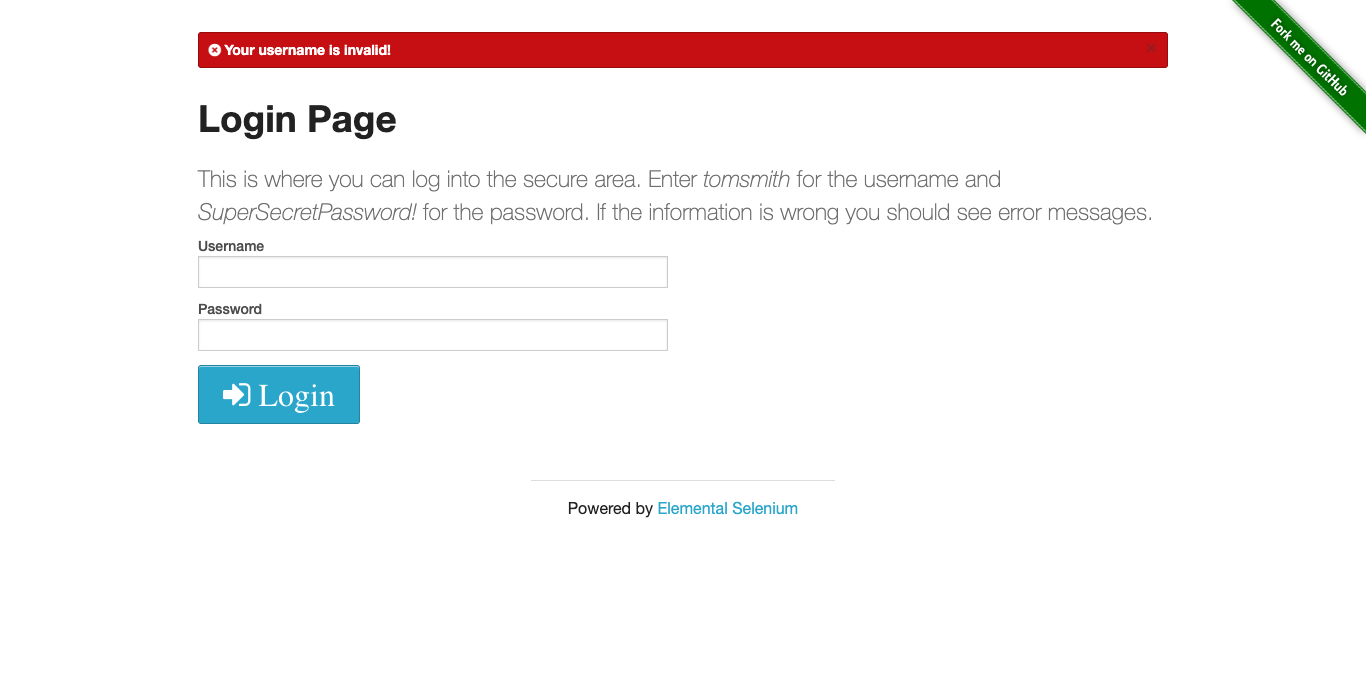 Your username is invalid!
Fork me on GitHub
Login Page
This is where you can log into the secure area. Enter tomsmith for the username and
SuperSecretPassword! for the password. If the information is wrong you should see error messages.
Username
Password
Login
Powered by Elemental Selenium